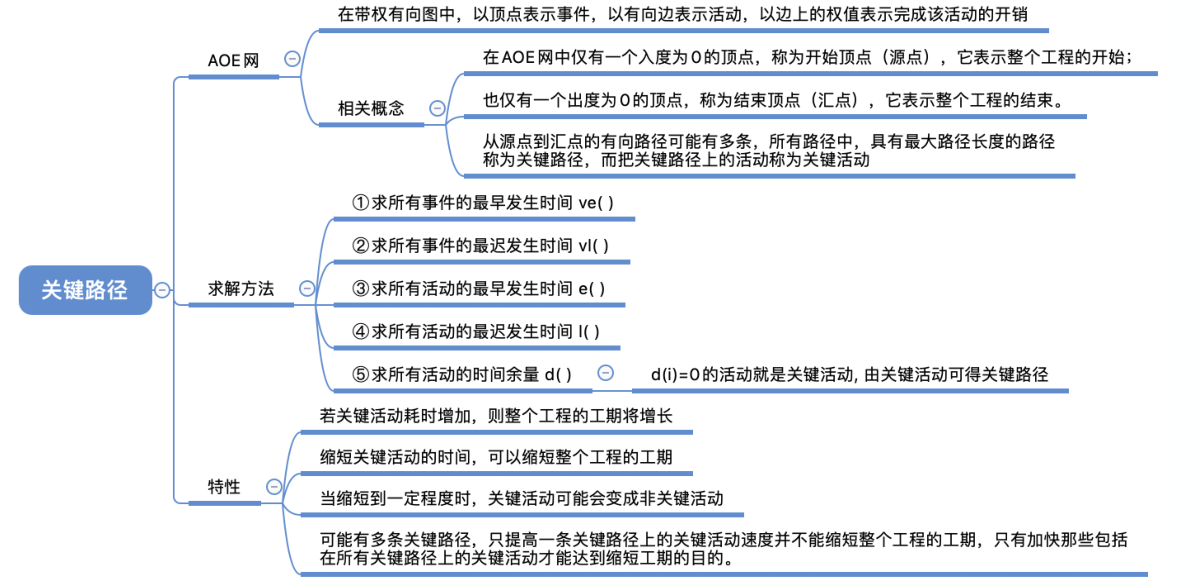 在带权有向图中，以顶点表示事件，以有向边表示活动，以边上的权值表示完成该活动的开销
AOE网
在AOE网中仅有一个入度为0的顶点，称为开始顶点（源点），它表示整个工程的开始；
相关概念
也仅有一个出度为0的顶点，称为结束顶点（汇点），它表示整个工程的结束。
从源点到汇点的有向路径可能有多条，所有路径中，具有最大路径长度的路径
称为关键路径，而把关键路径上的活动称为关键活动
关键路径
求解方法
①求所有事件的最早发生时间 ve( )
②求所有事件的最迟发生时间 vl( )
③求所有活动的最早发生时间 e( )
④求所有活动的最迟发生时间 l( )
⑤求所有活动的时间余量 d( )
d(i)=0的活动就是关键活动, 由关键活动可得关键路径
特性
若关键活动耗时增加，则整个工程的工期将增长
缩短关键活动的时间，可以缩短整个工程的工期
当缩短到一定程度时，关键活动可能会变成非关键活动
可能有多条关键路径，只提高一条关键路径上的关键活动速度并不能缩短整个工程的工期，只有加快那些包括
在所有关键路径上的关键活动才能达到缩短工期的目的。